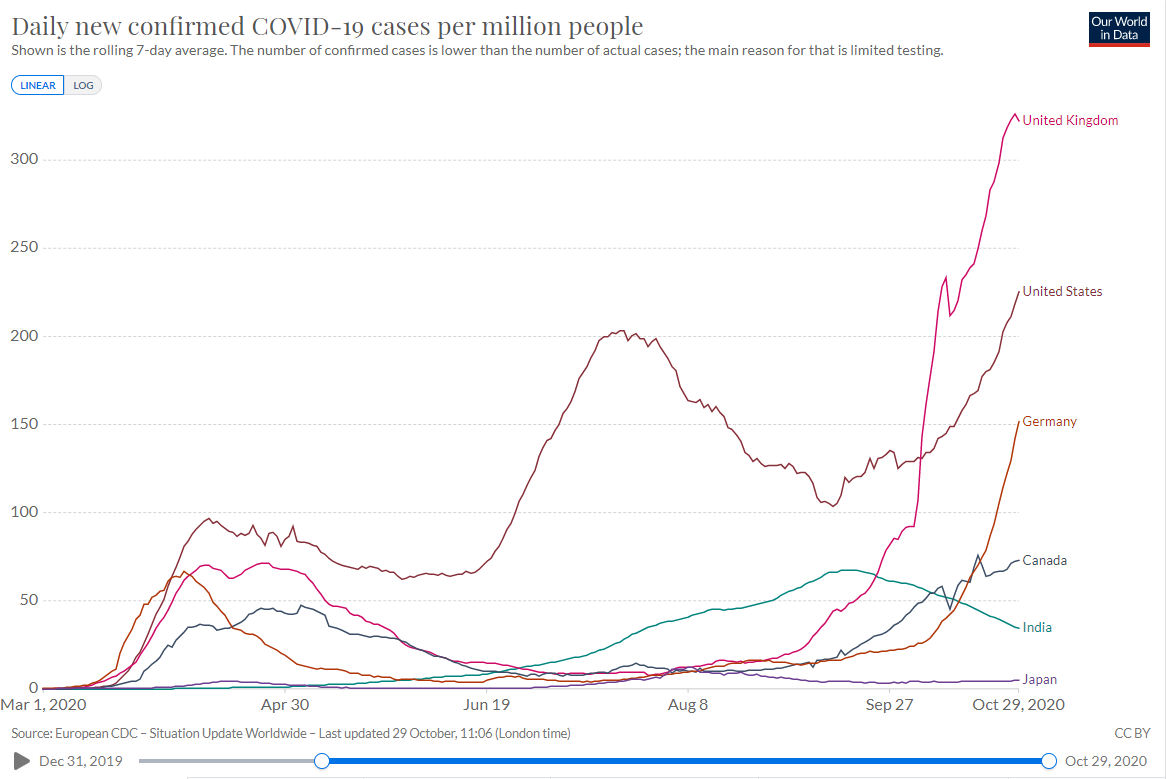 Daily new confirmed COVID-19 cases per million people
Shown is the rolling 7-day average. The number of confirmed cases is lower than the number of actual cases; the main reason for that is limited testing.
Our World
in Data
LINEAR LOG
United Kingdom
300
250
United States
200
150
Germany
100
Canada
50
India
Japan
0
Mar 1, 2020 Apr 30 Jun 19 Aug 8 Sep 27 Oct 29, 2020
Source: European CDC – Situation Update Worldwide – Last updated 29 October, 11:06 (London time) CC BY
Dec 31, 2019 Oct 29, 2020